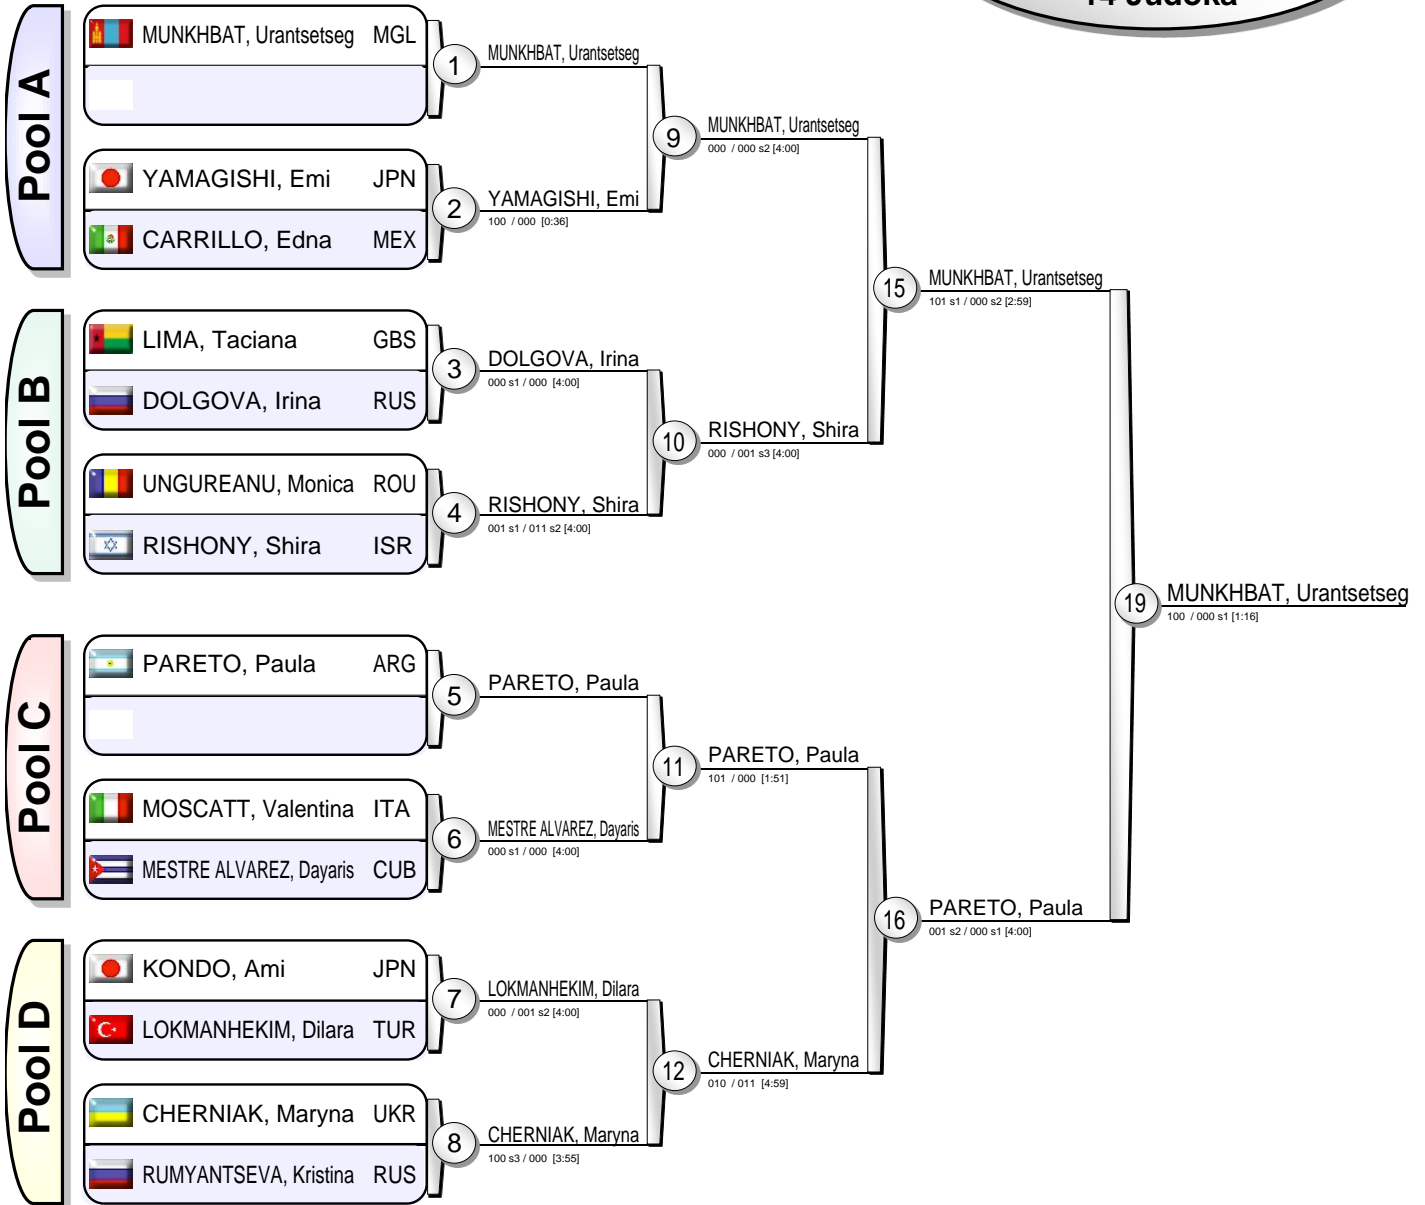 14 Judoka
Pool A
MUNKHBAT, Urantsetseg MGL
1
MUNKHBAT, Urantsetseg
YAMAGISHI, Emi JPN
CARRILLO, Edna MEX
2
YAMAGISHI, Emi
100 / 000 [0:36]
9
MUNKHBAT, Urantsetseg
000 / 000 s2 [4:00]
Pool B
LIMA, Taciana GBS
DOLGOVA, Irina RUS
3
DOLGOVA, Irina
000 s1 / 000 [4:00]
UNGUREANU, Monica ROU
RISHONY, Shira ISR
4
RISHONY, Shira
001 s1 / 011 s2 [4:00]
10
RISHONY, Shira
000 / 001 s3 [4:00]
15
MUNKHBAT, Urantsetseg
101 s1 / 000 s2 [2:59]
Pool C
PARETO, Paula ARG
5
PARETO, Paula
MOSCATT, Valentina ITA
MESTRE ALVAREZ, Dayaris CUB
6
MESTRE ALVAREZ, Dayaris
000 s1 / 000 [4:00]
11
PARETO, Paula
101 / 000 [1:51]
Pool D
KONDO, Ami JPN
LOKMANHEKIM, Dilara TUR
7
LOKMANHEKIM, Dilara
000 / 001 s2 [4:00]
CHERNIAK, Maryna UKR
RUMYANTSEVA, Kristina RUS
8
CHERNIAK, Maryna
100 s3 / 000 [3:55]
12
CHERNIAK, Maryna
010 / 011 [4:59]
16
PARETO, Paula
001 s2 / 000 s1 [4:00]
19
MUNKHBAT, Urantsetseg
100 / 000 s1 [1:16]